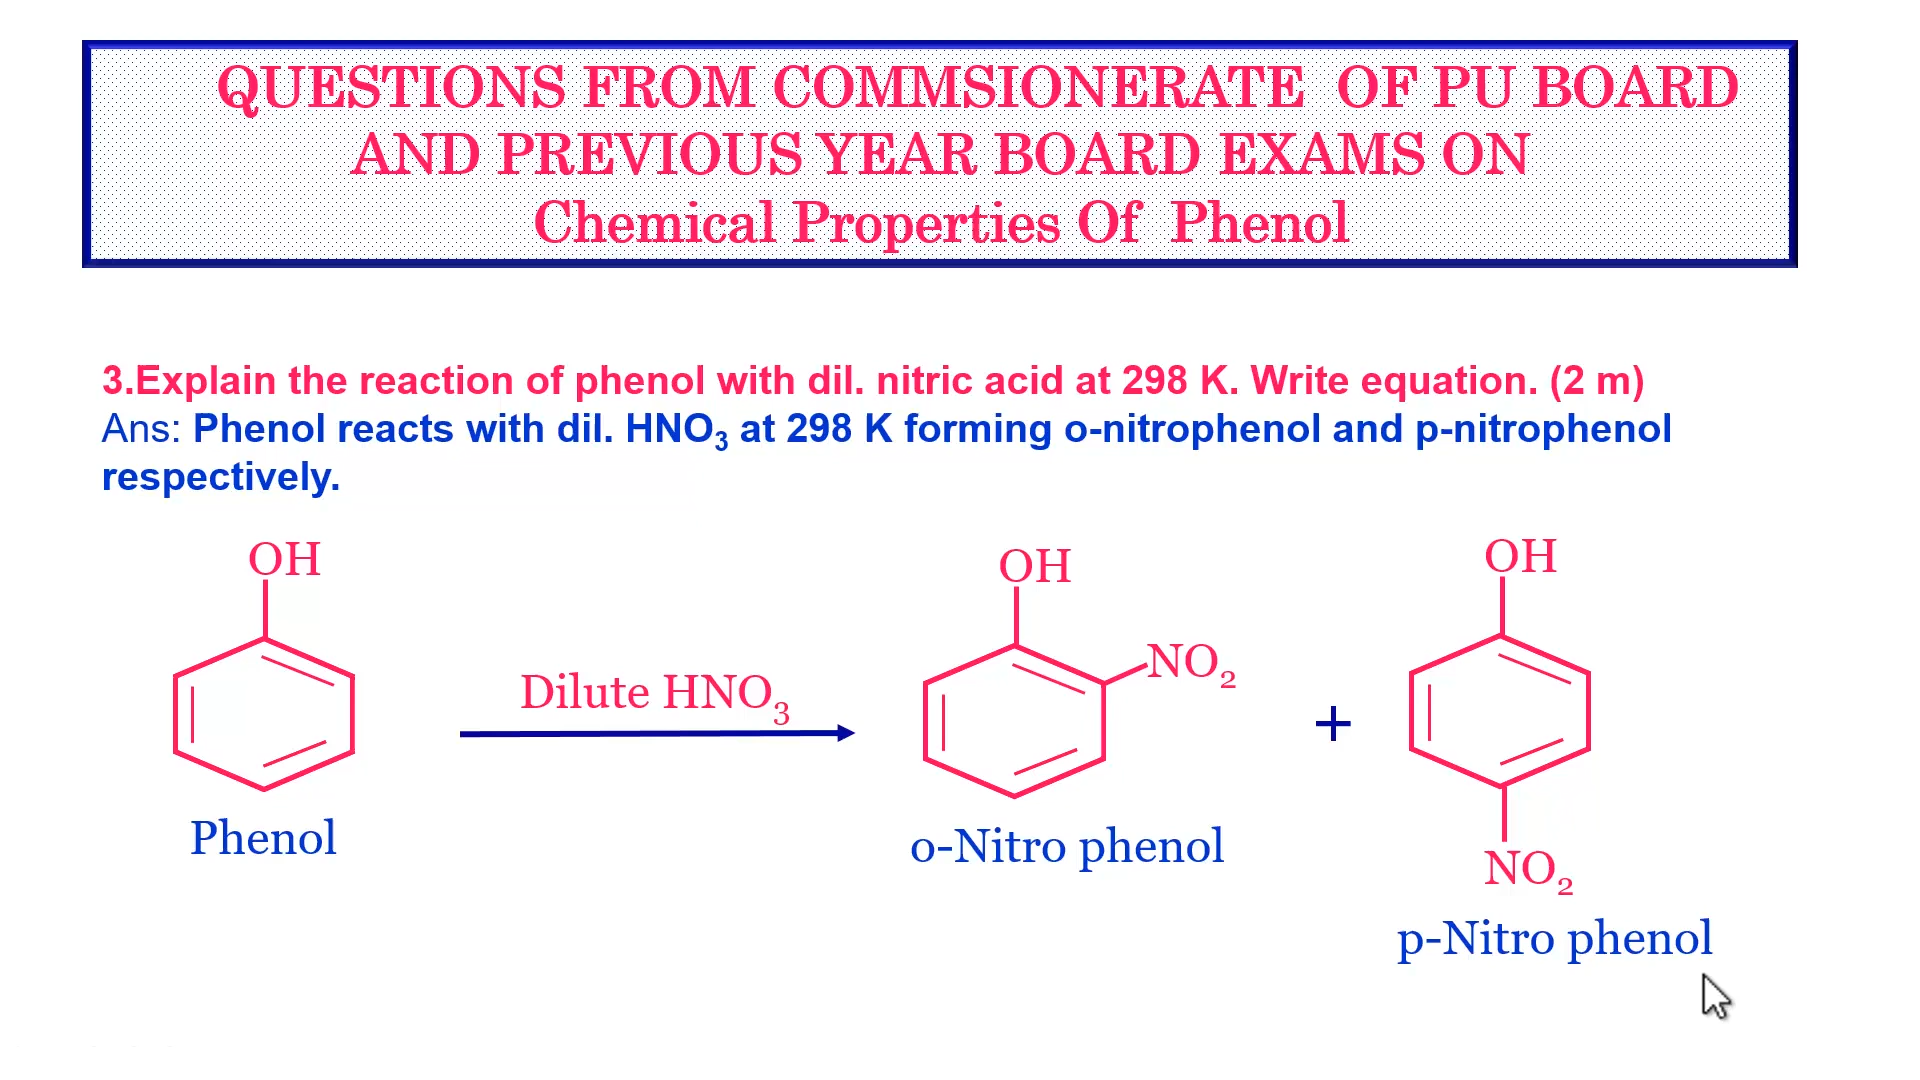 QUESTIONS FROM COMMSIONERATE OF PU BOARD
AND PREVIOUS YEAR BOARD EXAMS ON
Chemical Properties Of Phenol
3.Explain the reaction of phenol with dil. nitric acid at 298 K. Write equation. (2 m)
Ans: Phenol reacts with dil. HNO₃ at 298 K forming o-nitrophenol and p-nitrophenol
respectively.
OH
Dilute HNO₃
Phenol
OH
NO₂
o-Nitro phenol
+
OH
NO₂
p-Nitro phenol